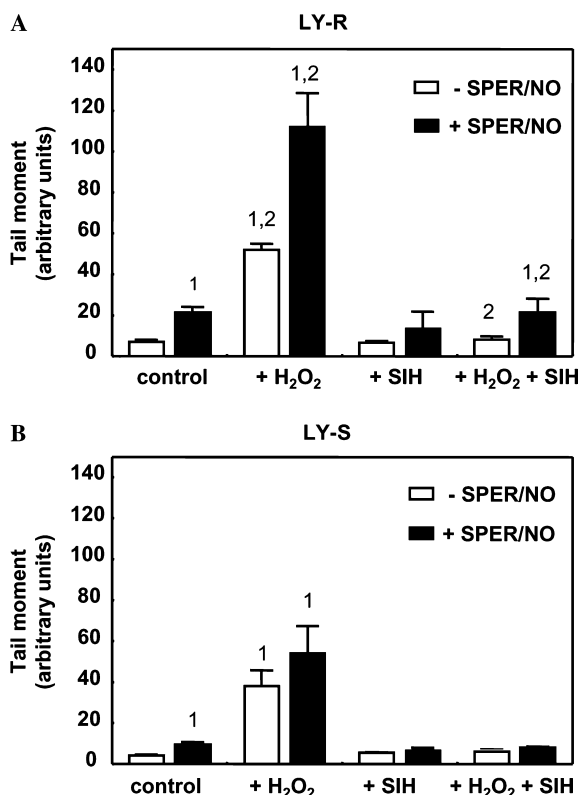 A
LY-R
Tail moment
(arbitrary units)
140
120
100
80
60
40
20
0
1
1,2
1,2
2
1,2
- SPER/NO
+ SPER/NO
control
+ H₂O₂
+ SIH
+ H₂O₂ + SIH
B
LY-S
Tail moment
(arbitrary units)
140
120
100
80
60
40
20
0
1
1
1
- SPER/NO
+ SPER/NO
control
+ H₂O₂
+ SIH
+ H₂O₂ + SIH